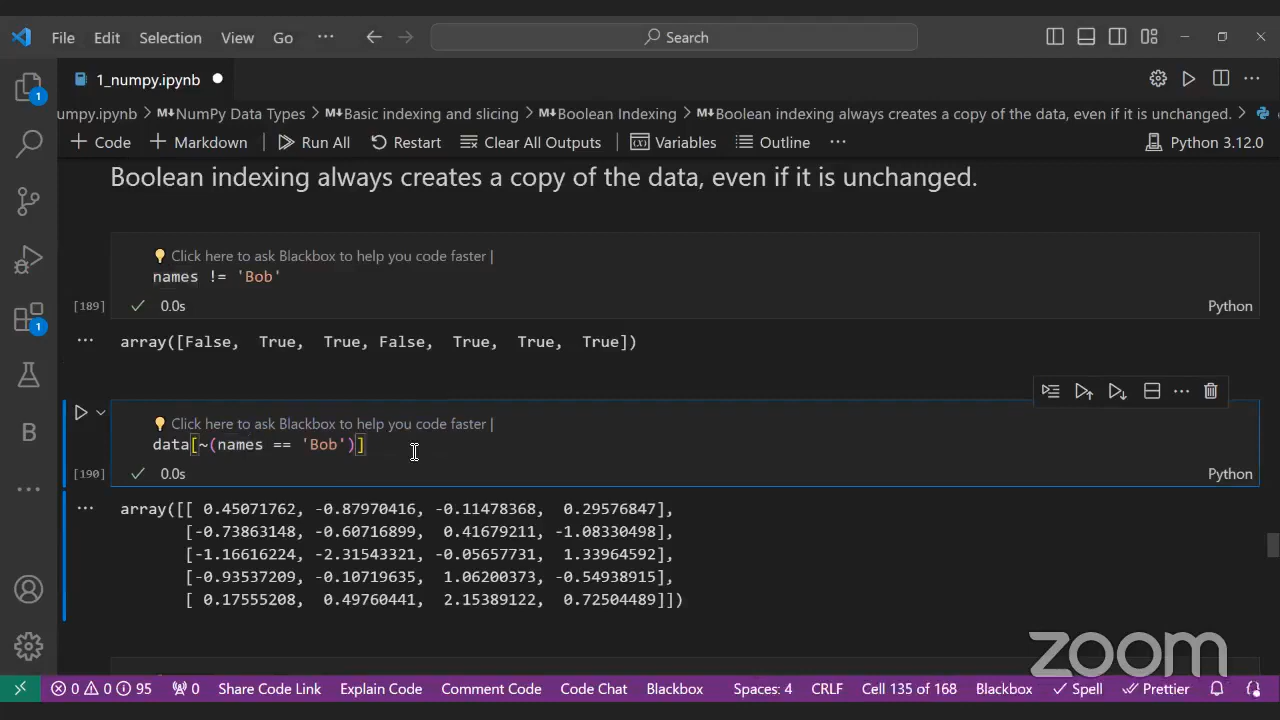 File Edit Selection View Go ··· Search
1_numpy.ipynb
umpy.ipynb > M↓NumPy Data Types > M↓Basic indexing and slicing > M↓Boolean Indexing > M↓Boolean indexing always creates a copy of the data, even if it is unchanged. >
+ Code + Markdown Run All Restart Clear All Outputs Variables Outline ··· Python 3.12.0
Boolean indexing always creates a copy of the data, even if it is unchanged.
Click here to ask Blackbox to help you code faster |
names != 'Bob'
[189] 0.0s Python
··· array([False, True, True, False, True, True, True])
Click here to ask Blackbox to help you code faster |
data[~(names == 'Bob')]
[190] 0.0s Python
··· array([[ 0.45071762, -0.87970416, -0.11478368, 0.29576847],
[-0.73863148, -0.60716899, 0.41679211, -1.08330498],
[-1.16616224, -2.31543321, -0.05657731, 1.33964592],
[-0.93537209, -0.10719635, 1.06200373, -0.54938915],
[ 0.17555208, 0.49760441, 2.15389122, 0.72504489]])
1
1
B
zoom
0 0 95 0 Share Code Link Explain Code Comment Code Code Chat Blackbox Spaces: 4 CRLF Cell 135 of 168 Blackbox Spell Prettier